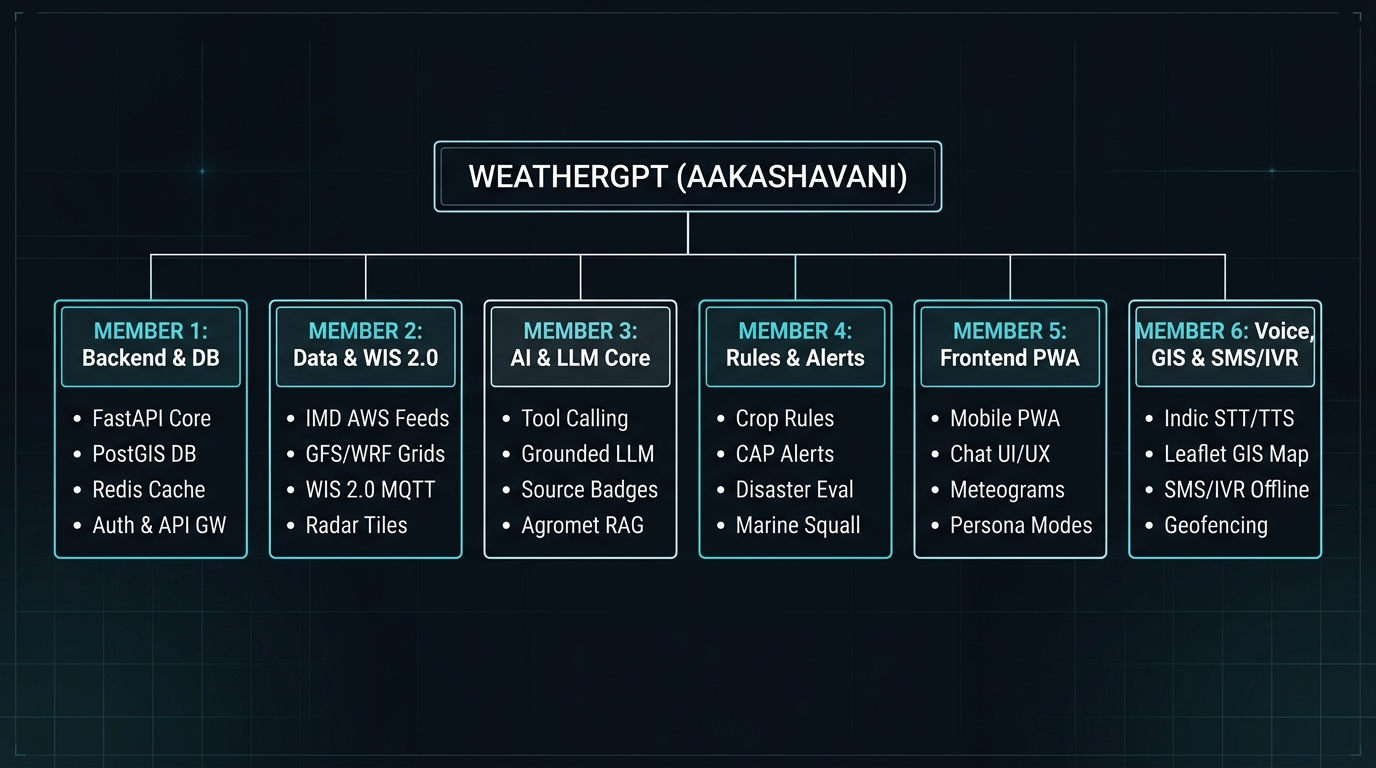 WEATHERGPT (AAKASHAVANI)
MEMBER 1:
Backend & DB
• FastAPI Core
• PostGIS DB
• Redis Cache
• Auth & API GW
MEMBER 2:
Data & WIS 2.0
• IMD AWS Feeds
• GFS/WRF Grids
• WIS 2.0 MQTT
• Radar Tiles
MEMBER 3:
AI & LLM Core
• Tool Calling
• Grounded LLM
• Source Badges
• Agromet RAG
MEMBER 4:
Rules & Alerts
• Crop Rules
• CAP Alerts
• Disaster Eval
• Marine Squall
MEMBER 5:
Frontend PWA
• Mobile PWA
• Chat UI/UX
• Meteograms
• Persona Modes
MEMBER 6: Voice,
GIS & SMS/IVR
• Indic STT/TTS
• Leaflet GIS Map
• SMS/IVR Offline
• Geofencing